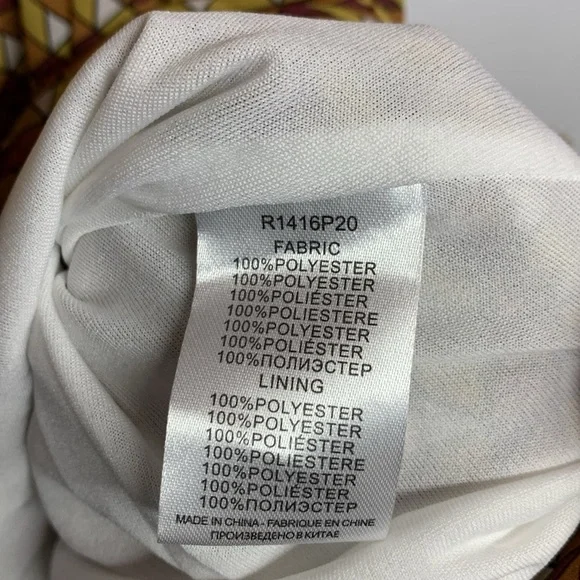 R1416P20
FABRIC
100%POLYESTER
100%POLYESTER
100%POLIÉSTER
100%POLIESTERE
100%POLYESTER
100%POLIÉSTER
100%ПОЛИЭСТЕР
LINING
100%POLYESTER
100%POLYESTER
100%POLIÉSTER
100%POLIESTERE
100%POLYESTER
100%POLIÉSTER
100%ПОЛИЭСТЕР
MADE IN CHINA - FABRIQUE EN CHINE
ПРОИЗВЕДЕНО В КИТАЕ